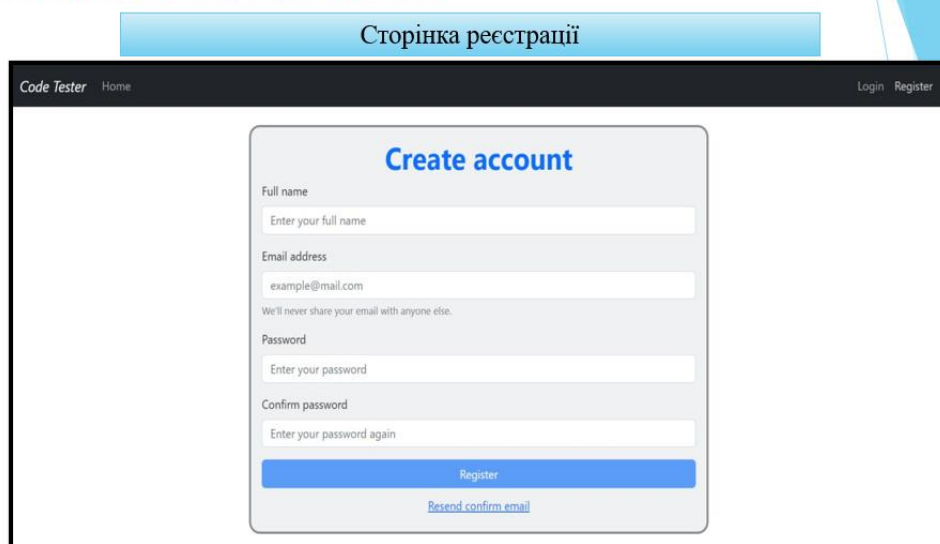 Сторінка реєстрації
Code Tester Home Login Register
Create account
Full name
Enter your full name
Email address
example@mail.com
We'll never share your email with anyone else.
Password
Enter your password
Confirm password
Enter your password again
Register
Resend confirm email